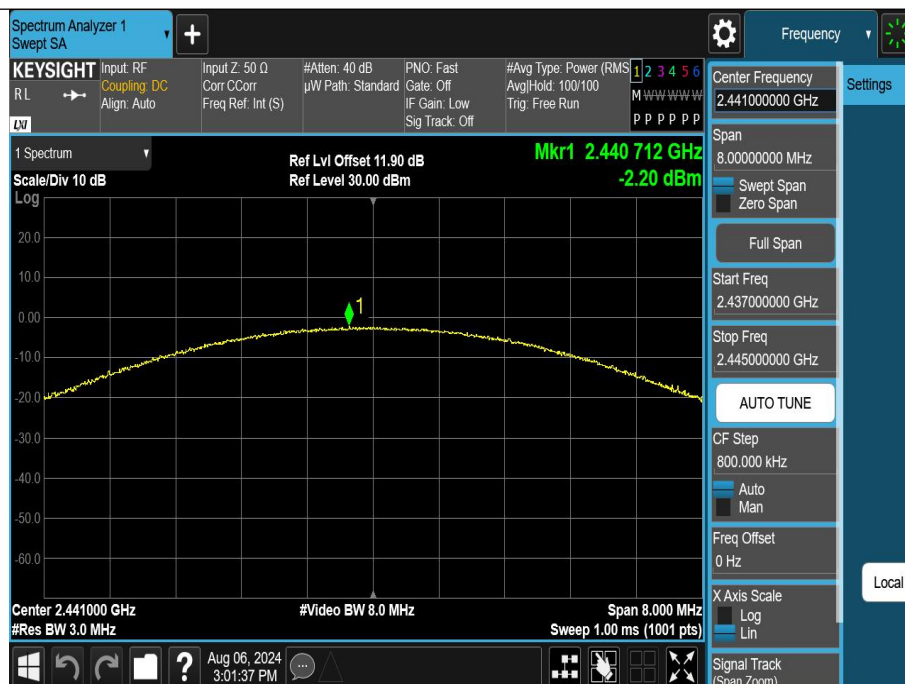 Spectrum Analyzer 1
Swept SA
+
Frequency
KEYSIGHT
RL
LXI
Input: RF
Coupling: DC
Align: Auto
Input Z: 50 Ω
Corr CCorr
Freq Ref: Int (S)
#Atten: 40 dB
µW Path: Standard
PNO: Fast
Gate: Off
IF Gain: Low
Sig Track: Off
#Avg Type: Power (RMS
Avg|Hold: 100/100
Trig: Free Run
1 2 3 4 5 6
M W W W W W
P P P P P P
1 Spectrum
Scale/Div 10 dB
Log
Ref Lvl Offset 11.90 dB
Ref Level 30.00 dBm
Mkr1 2.440 712 GHz
-2.20 dBm
20.0
10.0
0.00
-10.0
-20.0
-30.0
-40.0
-50.0
-60.0
1
Center 2.441000 GHz
#Res BW 3.0 MHz
#Video BW 8.0 MHz
Span 8.000 MHz
Sweep 1.00 ms (1001 pts)
?
Aug 06, 2024
3:01:37 PM
Center Frequency
2.441000000 GHz
Span
8.00000000 MHz
Swept Span
Zero Span
Full Span
Start Freq
2.437000000 GHz
Stop Freq
2.445000000 GHz
AUTO TUNE
CF Step
800.000 kHz
Auto
Man
Freq Offset
0 Hz
X Axis Scale
Log
Lin
Signal Track
(Span Zoom)
Settings
Local